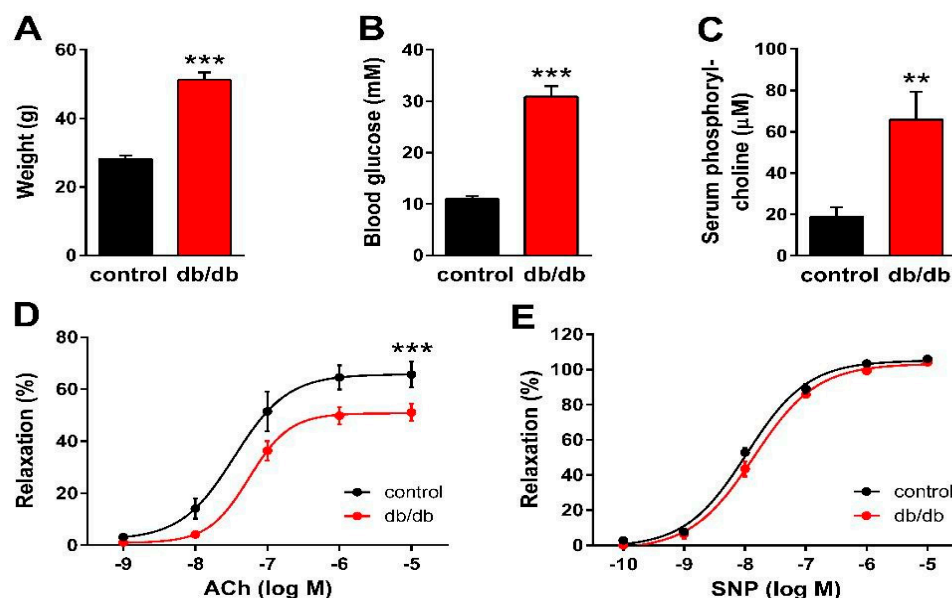 A
Weight (g)
60
40
20
0
***
control db/db
B
Blood glucose (mM)
40
30
20
10
0
***
control db/db
C
Serum phosphoryl-
choline (μM)
80
60
40
20
0
**
control db/db
D
Relaxation (%)
80
60
40
20
0
***
control
db/db
-9 -8 -7 -6 -5
ACh (log M)
E
Relaxation (%)
120
100
80
60
40
20
0
control
db/db
-10 -9 -8 -7 -6 -5
SNP (log M)